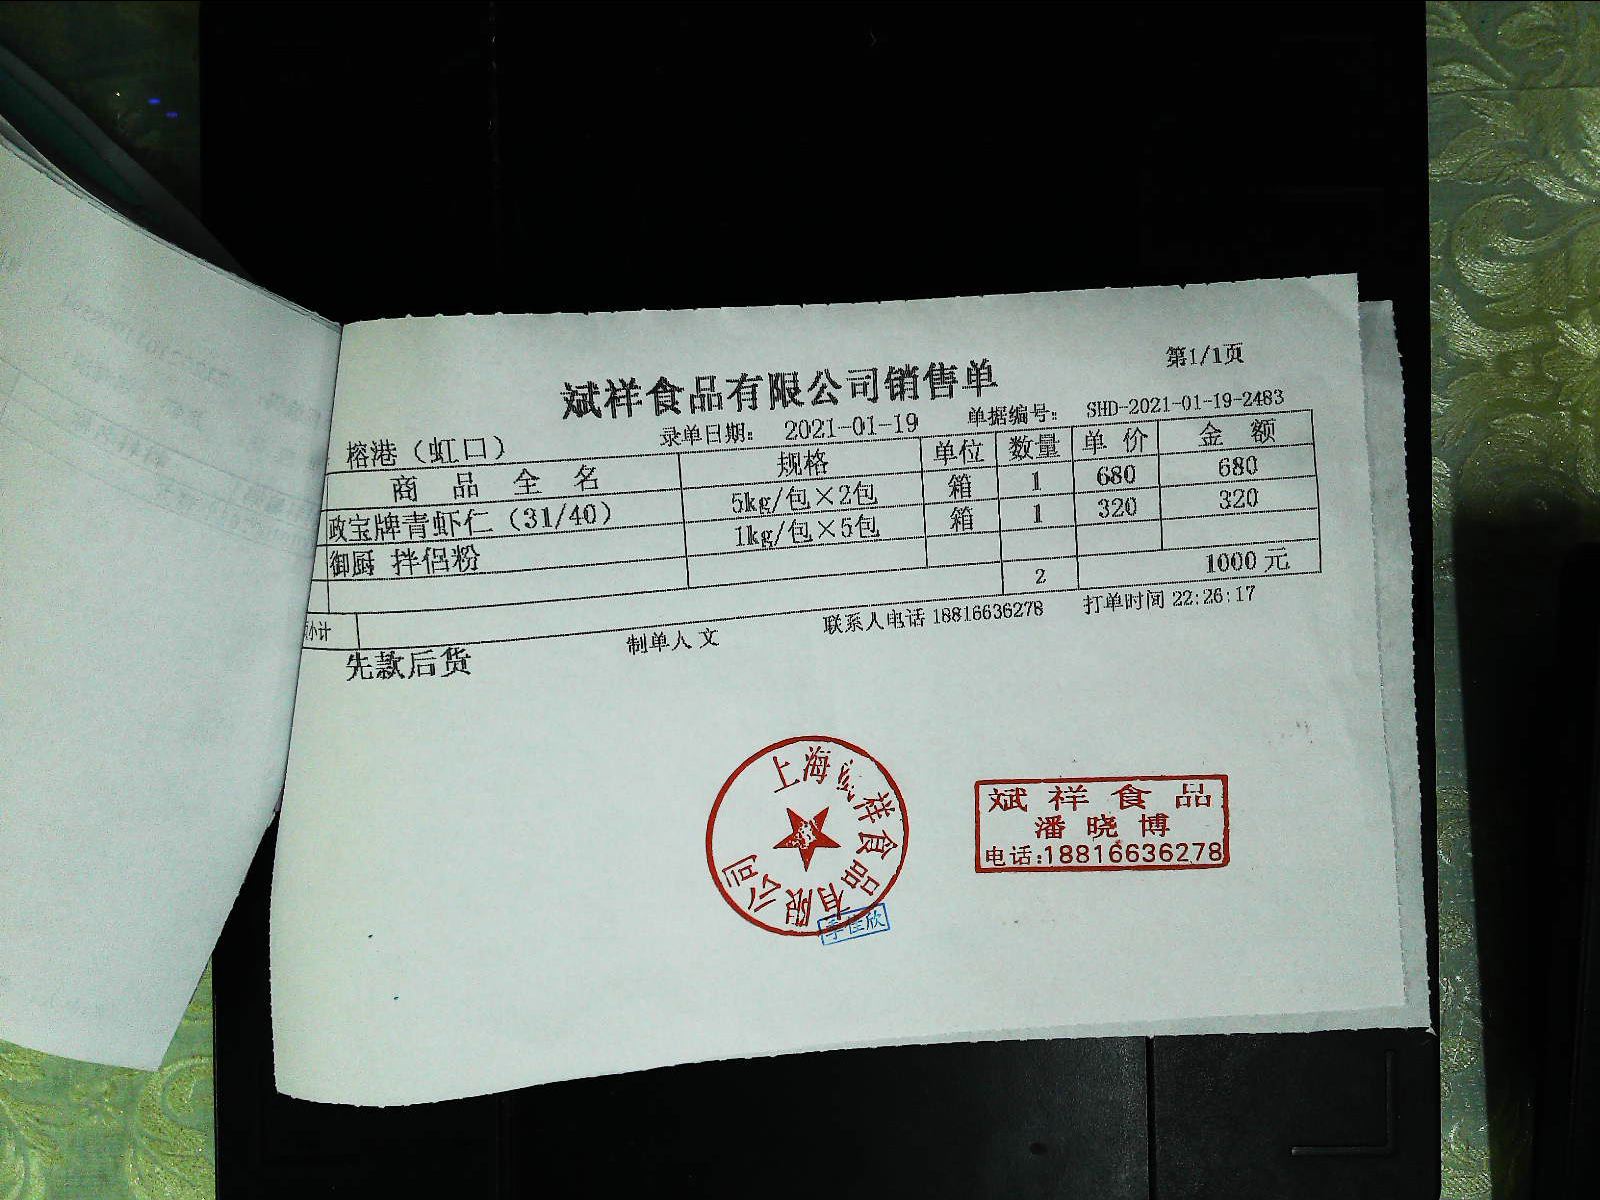 第1/1页
斌祥食品有限公司销售单
榕港（虹口） 录单日期： 2021-01-19 单据编号： SHD-2021-01-19-2483
商 品 全 名 规格 单位 数量 单 价 金 额
政宝牌青虾仁（31/40） 5kg/包×2包 箱 1 680 680
御厨 拌侣粉 1kg/包×5包 箱 1 320 320
小计 2 1000 元
先款后货 制单人 文 联系人电话 18816636278 打单时间 22:26:17
上海斌祥食品有限公司
佳欣
斌祥食品
潘晓博
电话:18816636278